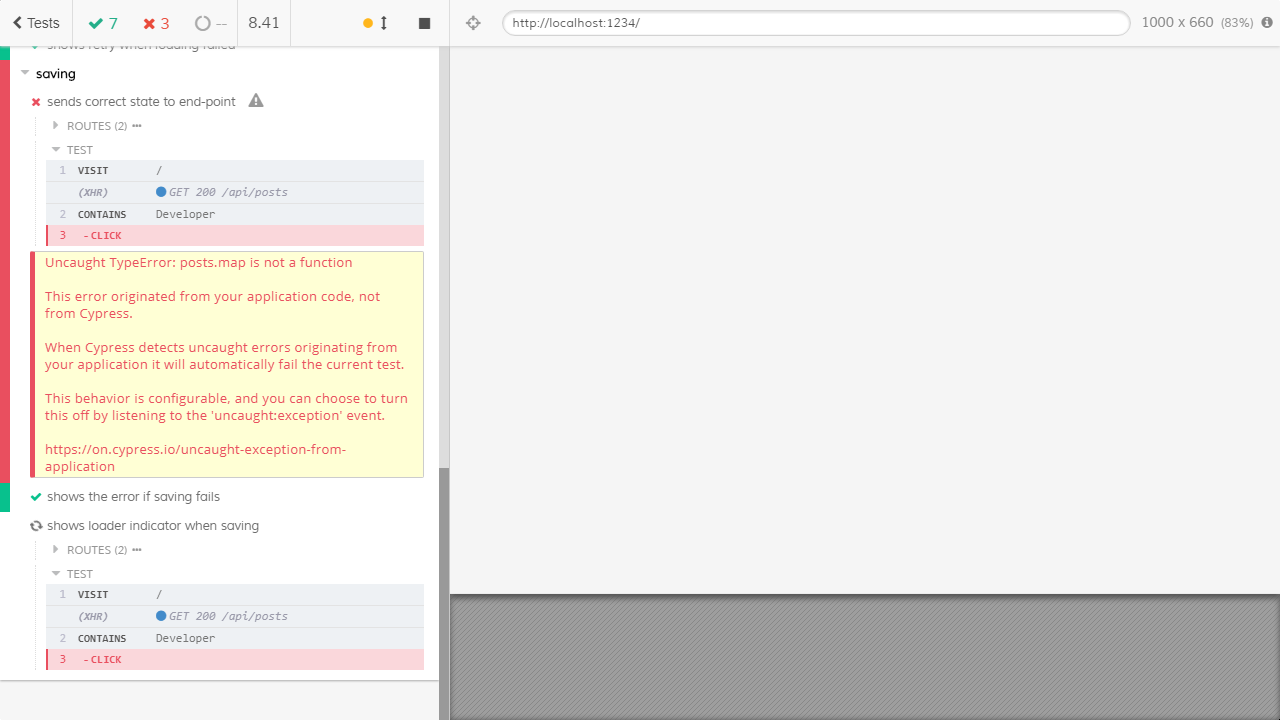 Tests 7 3 -- 8.41
http://localhost:1234/ 1000 x 660 (83%)
shows retry when loading failed
saving
sends correct state to end-point
ROUTES (2)
TEST
1 VISIT /
(XHR) GET 200 /api/posts
2 CONTAINS Developer
3 -CLICK
Uncaught TypeError: posts.map is not a function
This error originated from your application code, not
from Cypress.
When Cypress detects uncaught errors originating from
your application it will automatically fail the current test.
This behavior is configurable, and you can choose to turn
this off by listening to the 'uncaught:exception' event.
https://on.cypress.io/uncaught-exception-from-
application
shows the error if saving fails
shows loader indicator when saving
ROUTES (2)
TEST
1 VISIT /
(XHR) GET 200 /api/posts
2 CONTAINS Developer
3 -CLICK